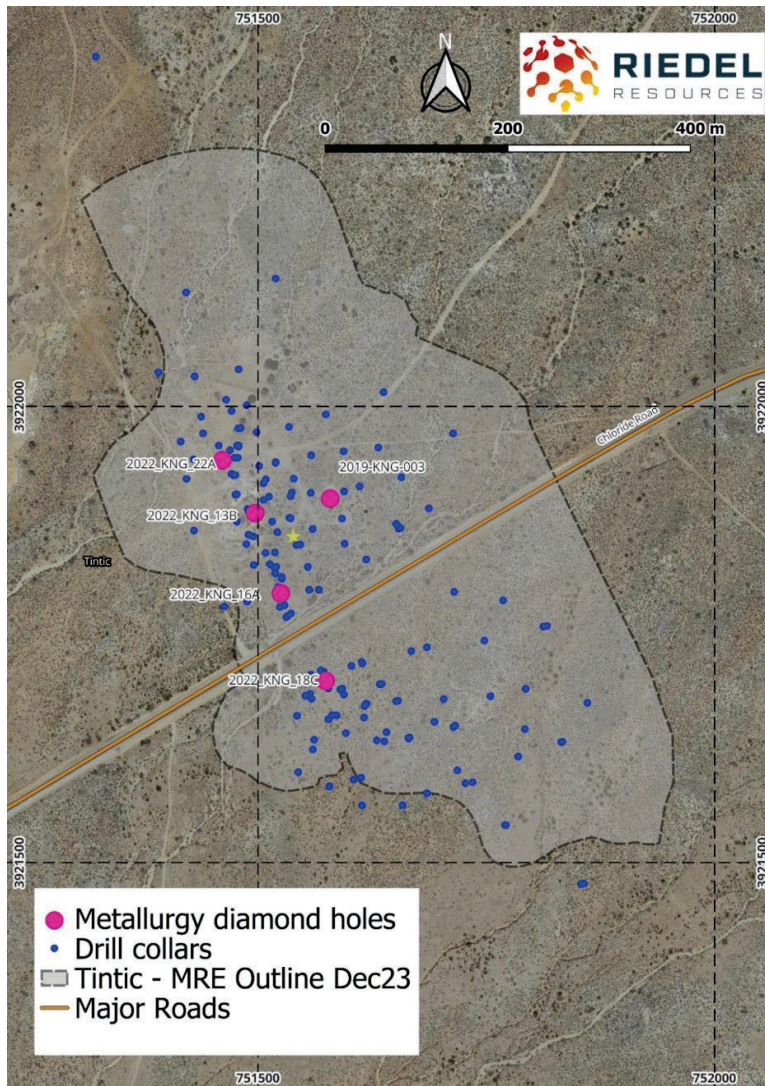 751500
752000
N
RIEDEL
RESOURCES
0 200 400 m
3922000
3922000
Chloride Road
2022_KNG_22A
2019-KNG-003
2022_KNG_13B
Tintic
2022_KNG_16A
2022_KNG_18C
3921500
3921500
Metallurgy diamond holes
Drill collars
Tintic - MRE Outline Dec23
Major Roads
751500
752000